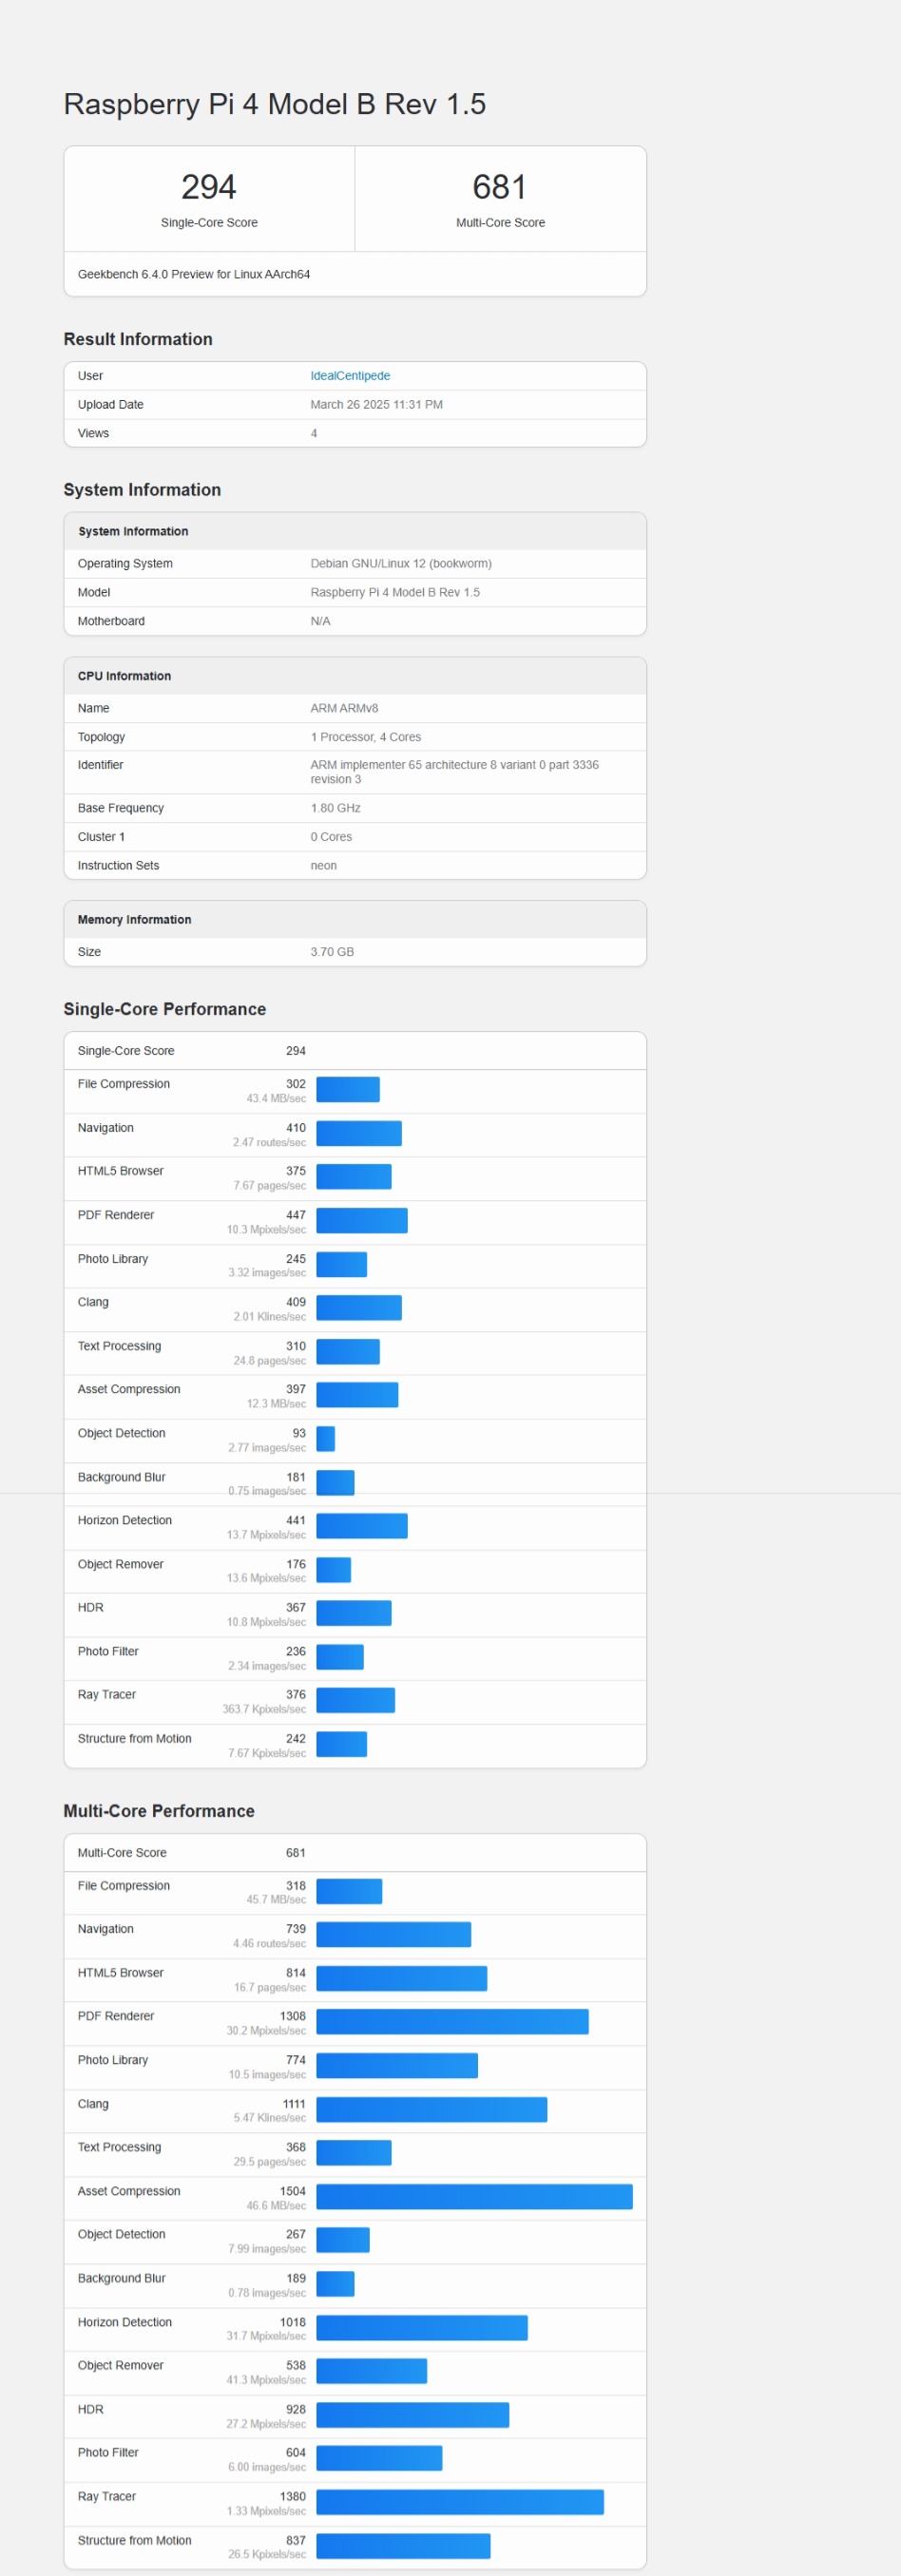 Raspberry Pi 4 Model B Rev 1.5
294 681
Single-Core Score Multi-Core Score
Geekbench 6.4.0 Preview for Linux AArch64
Result Information
User IdealCentipede
Upload Date March 26 2025 11:31 PM
Views 4
System Information
System Information
Operating System Debian GNU/Linux 12 (bookworm)
Model Raspberry Pi 4 Model B Rev 1.5
Motherboard N/A
CPU Information
Name ARM ARMv8
Topology 1 Processor, 4 Cores
Identifier ARM implementer 65 architecture 8 variant 0 part 3336
revision 3
Base Frequency 1.80 GHz
Cluster 1 0 Cores
Instruction Sets neon
Memory Information
Size 3.70 GB
Single-Core Performance
Single-Core Score 294
File Compression 302
43.4 MB/sec
Navigation 410
2.47 routes/sec
HTML5 Browser 375
7.67 pages/sec
PDF Renderer 447
10.3 Mpixels/sec
Photo Library 245
3.32 images/sec
Clang 409
2.01 Klines/sec
Text Processing 310
24.8 pages/sec
Asset Compression 397
12.3 MB/sec
Object Detection 93
2.77 images/sec
Background Blur 181
0.75 images/sec
Horizon Detection 441
13.7 Mpixels/sec
Object Remover 176
13.6 Mpixels/sec
HDR 367
10.8 Mpixels/sec
Photo Filter 236
2.34 images/sec
Ray Tracer 376
363.7 Kpixels/sec
Structure from Motion 242
7.67 Kpixels/sec
Multi-Core Performance
Multi-Core Score 681
File Compression 318
45.7 MB/sec
Navigation 739
4.46 routes/sec
HTML5 Browser 814
16.7 pages/sec
PDF Renderer 1308
30.2 Mpixels/sec
Photo Library 774
10.5 images/sec
Clang 1111
5.47 Klines/sec
Text Processing 368
29.5 pages/sec
Asset Compression 1504
46.6 MB/sec
Object Detection 267
7.99 images/sec
Background Blur 189
0.78 images/sec
Horizon Detection 1018
31.7 Mpixels/sec
Object Remover 538
41.3 Mpixels/sec
HDR 928
27.2 Mpixels/sec
Photo Filter 604
6.00 images/sec
Ray Tracer 1380
1.33 Mpixels/sec
Structure from Motion 837
26.5 Kpixels/sec